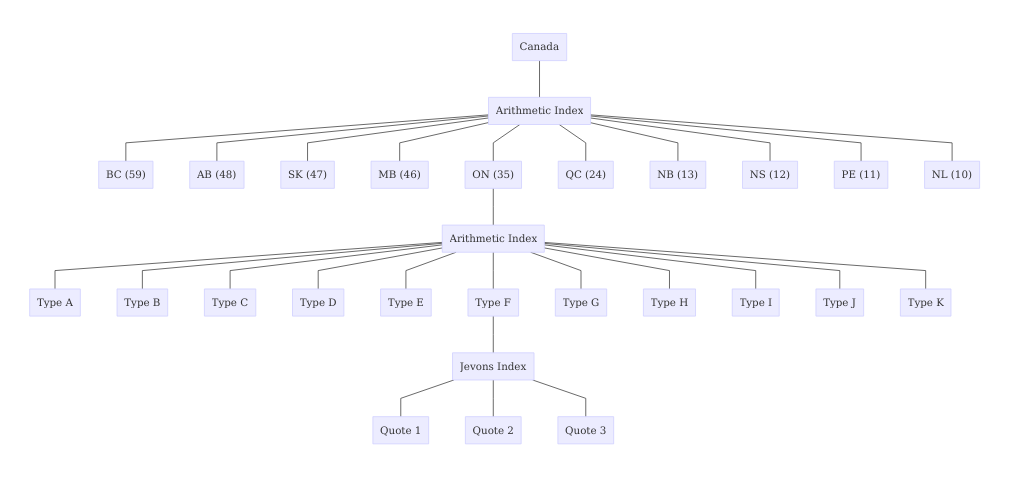 Canada
Arithmetic Index
BC (59)
AB (48)
SK (47)
MB (46)
ON (35)
QC (24)
NB (13)
NS (12)
PE (11)
NL (10)
Arithmetic Index
Type A
Type B
Type C
Type D
Type E
Type F
Type G
Type H
Type I
Type J
Type K
Jevons Index
Quote 1
Quote 2
Quote 3